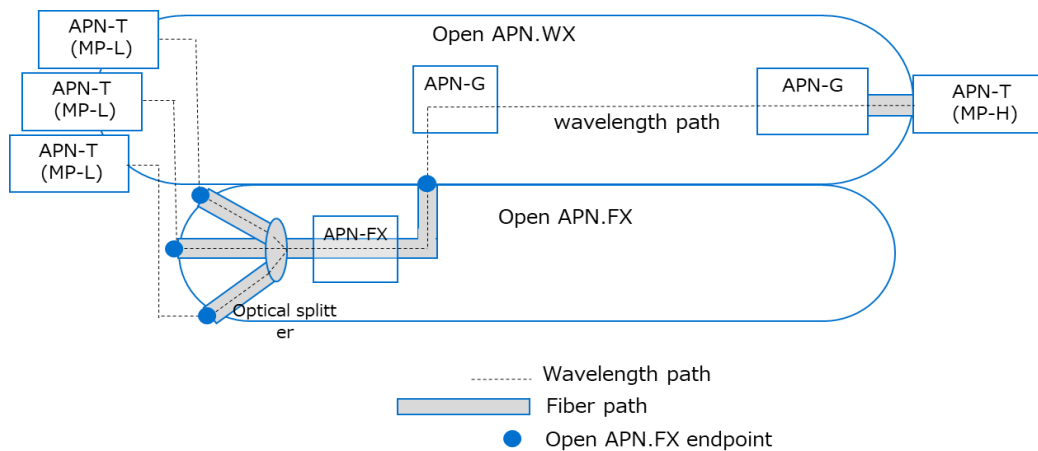 APN-T
(MP-L)
Open APN.WX
APN-T
(MP-L)
APN-G
APN-G
APN-T
(MP-H)
wavelength path
APN-T
(MP-L)
Open APN.FX
APN-FX
Optical splitt
er
Wavelength path
Fiber path
Open APN.FX endpoint